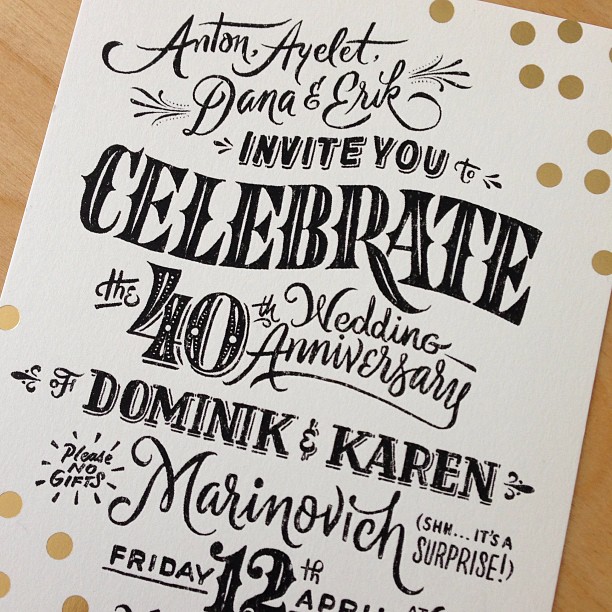 Anton, Ayelet,
Dana & Erik
INVITE YOU to
CELEBRATE
the 40th Wedding
Anniversary
OF DOMINIK & KAREN
Please
NO
GIFTS
Marinovich
(SHH...IT'S A
SURPRISE!)
FRIDAY 12th
APRIL